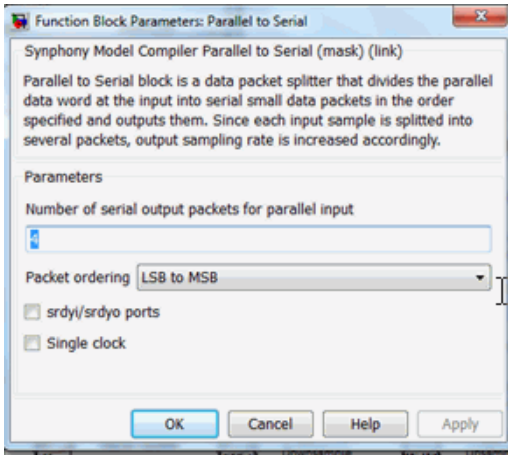 Function Block Parameters: Parallel to Serial
Synphony Model Compiler Parallel to Serial (mask) (link)
Parallel to Serial block is a data packet splitter that divides the parallel
data word at the input into serial small data packets in the order
specified and outputs them. Since each input sample is splitted into
several packets, output sampling rate is increased accordingly.
Parameters
Number of serial output packets for parallel input
4
Packet ordering LSB to MSB
srdyi/srdyo ports
Single clock
OK Cancel Help Apply